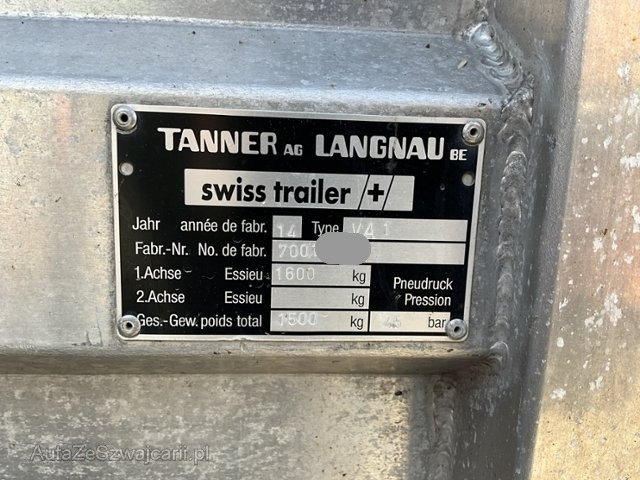 TANNER AG LANGNAU BE
swiss trailer /+/
Jahr année de fabr. 14 Type V4 1
Fabr.-Nr. No. de fabr. 700
1.Achse Essieu 1600 kg Pneudruck
2.Achse Essieu kg Pression
Ges.-Gew. poids total 1500 kg bar
AutaZeSzwajcarii.pl